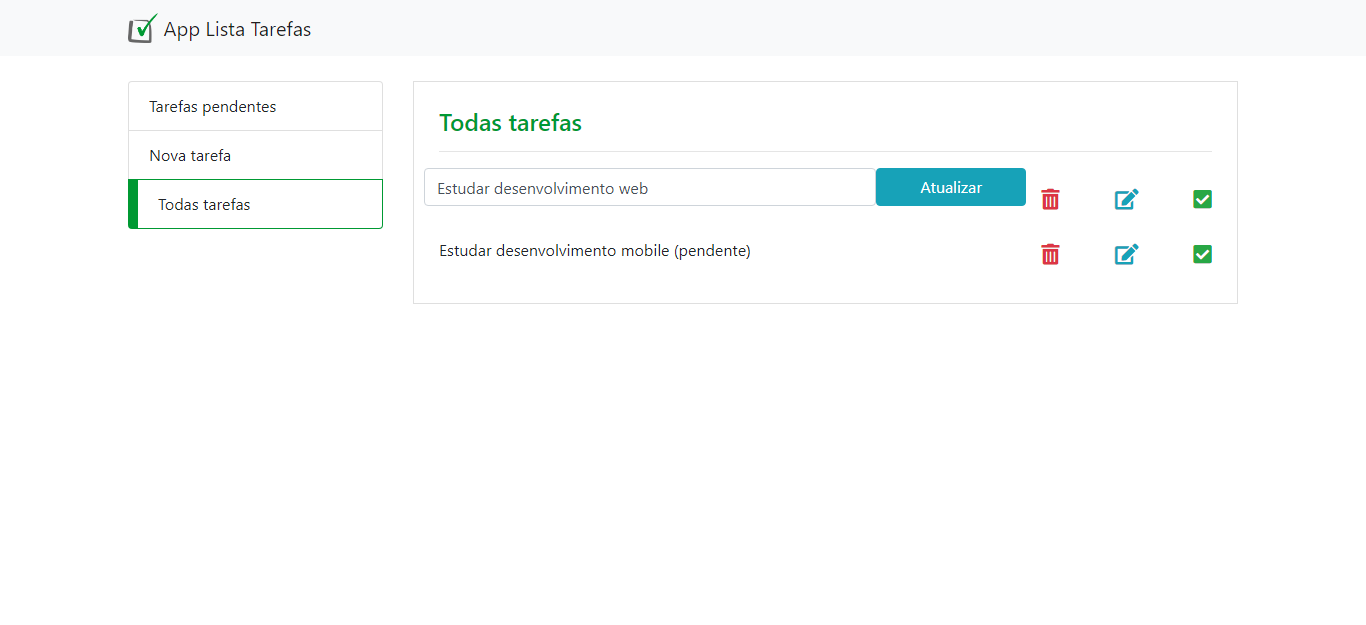 App Lista Tarefas
Tarefas pendentes
Nova tarefa
Todas tarefas
Todas tarefas
Estudar desenvolvimento web
Atualizar
Estudar desenvolvimento mobile (pendente)